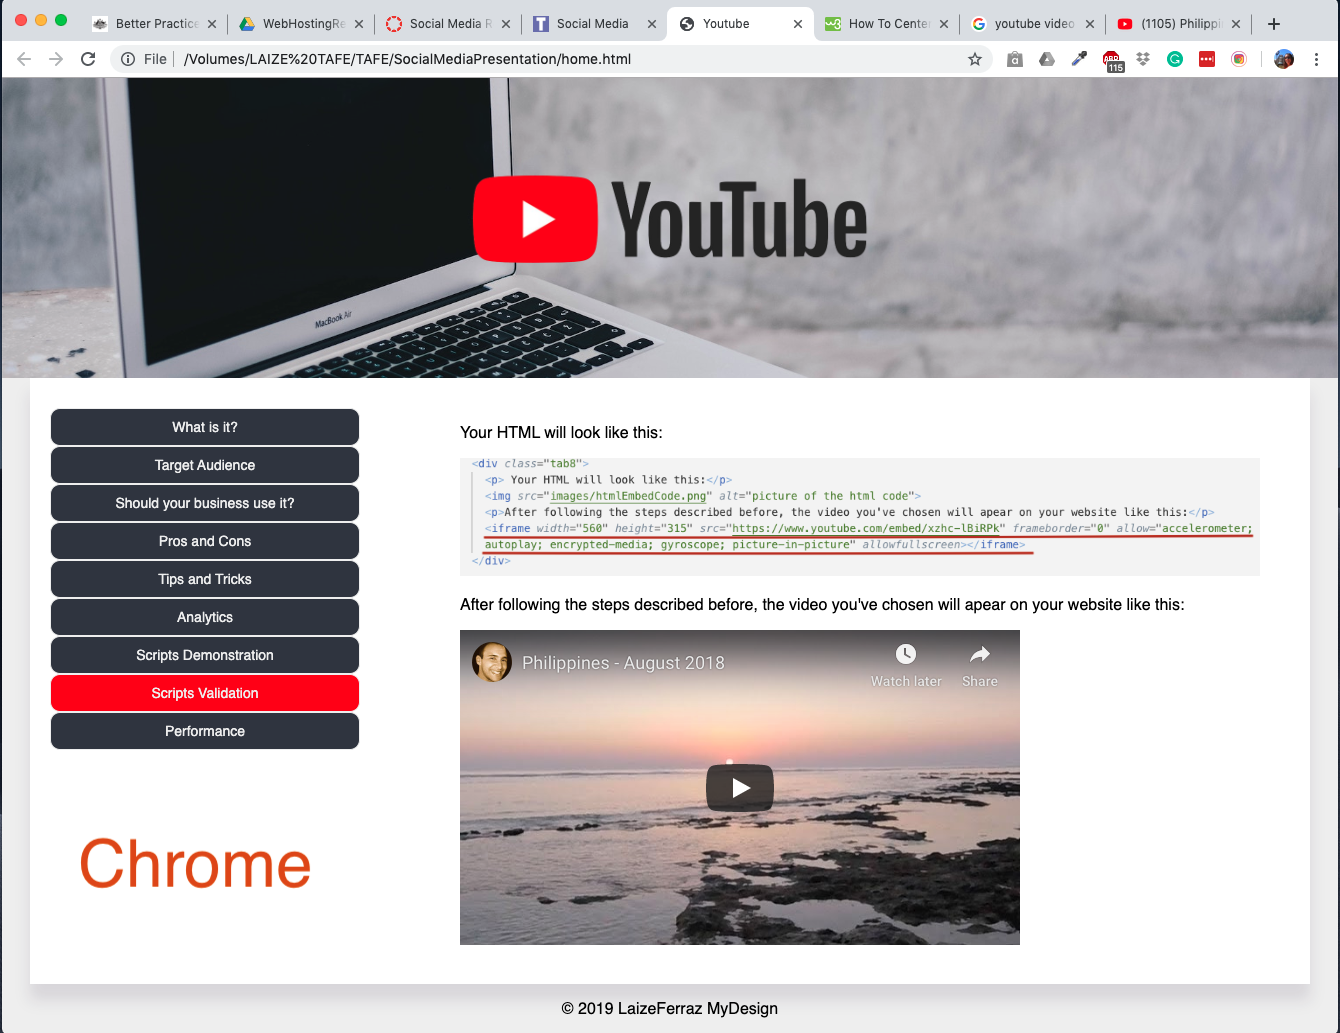 Better Practice
WebHostingRe
Social Media R
Social Media
Youtube
How To Cente
youtube video
(1105) Philippi
File
/Volumes/LAIZE%20TAFE/TAFE/SocialMediaPresentation/home.html
115
MacBook Air
YouTube
What is it?
Target Audience
Should your business use it?
Pros and Cons
Tips and Tricks
Analytics
Scripts Demonstration
Scripts Validation
Performance
Chrome
Your HTML will look like this:
<div class="tab8">
<p> Your HTML will look like this:</p>
<img src="images/htmlEmbedCode.png" alt="picture of the html code">
<p>After following the steps described before, the video you've chosen will apear on your website like this:</p>
<iframe width="560" height="315" src="https://www.youtube.com/embed/xzhc-lBiRPk" frameborder="0" allow="accelerometer;
autoplay; encrypted-media; gyroscope; picture-in-picture" allowfullscreen></iframe>
</div>
After following the steps described before, the video you've chosen will apear on your website like this:
Philippines - August 2018
Watch later
Share
© 2019 LaizeFerraz MyDesign